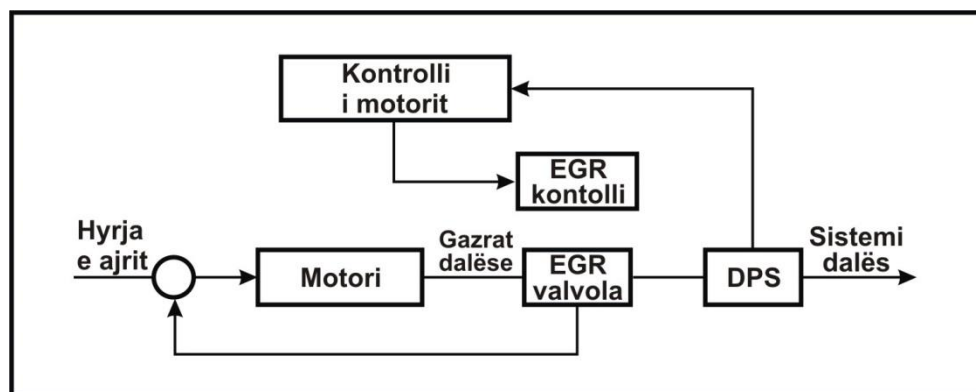 Kontrolli
i motorit
EGR
kontolli
Hyrja
e ajrit
Motori
Gazrat
dalëse
EGR
valvola
DPS
Sistemi
dalës